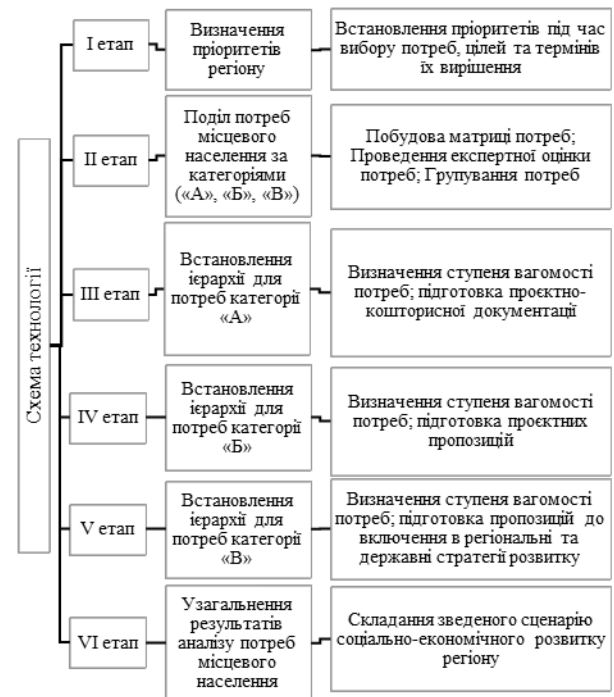 Схема технології
I етап
Визначення
пріоритетів
регіону
Встановлення пріоритетів під час
вибору потреб, цілей та термінів
їх вирішення
II етап
Поділ потреб
місцевого
населення за
категоріями
(«А», «Б», «В»)
Побудова матриці потреб;
Проведення експертної оцінки
потреб; Групування потреб
III етап
Встановлення
ієрархії для
потреб категорії
«А»
Визначення ступеня вагомості
потреб; підготовка проєктно-
кошторисної документації
IV етап
Встановлення
ієрархії для
потреб категорії
«Б»
Визначення ступеня вагомості
потреб; підготовка проєктних
пропозицій
V етап
Встановлення
ієрархії для
потреб категорії
«В»
Визначення ступеня вагомості
потреб; підготовка пропозицій до
включення в регіональні та
державні стратегії розвитку
VI етап
Узагальнення
результатів
аналізу потреб
місцевого
населення
Складання зведеного сценарію
соціально-економічного розвитку
регіону